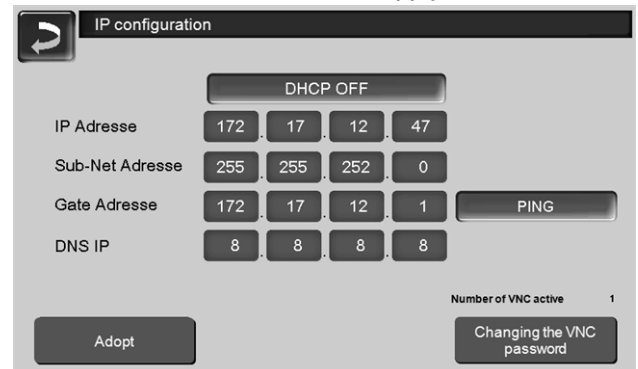 IP configuration
DHCP OFF
IP Adresse 172 . 17 . 12 . 47
Sub-Net Adresse 255 . 255 . 252 . 0
Gate Adresse 172 . 17 . 12 . 1 PING
DNS IP 8 . 8 . 8 . 8
Number of VNC active 1
Adopt
Changing the VNC
password